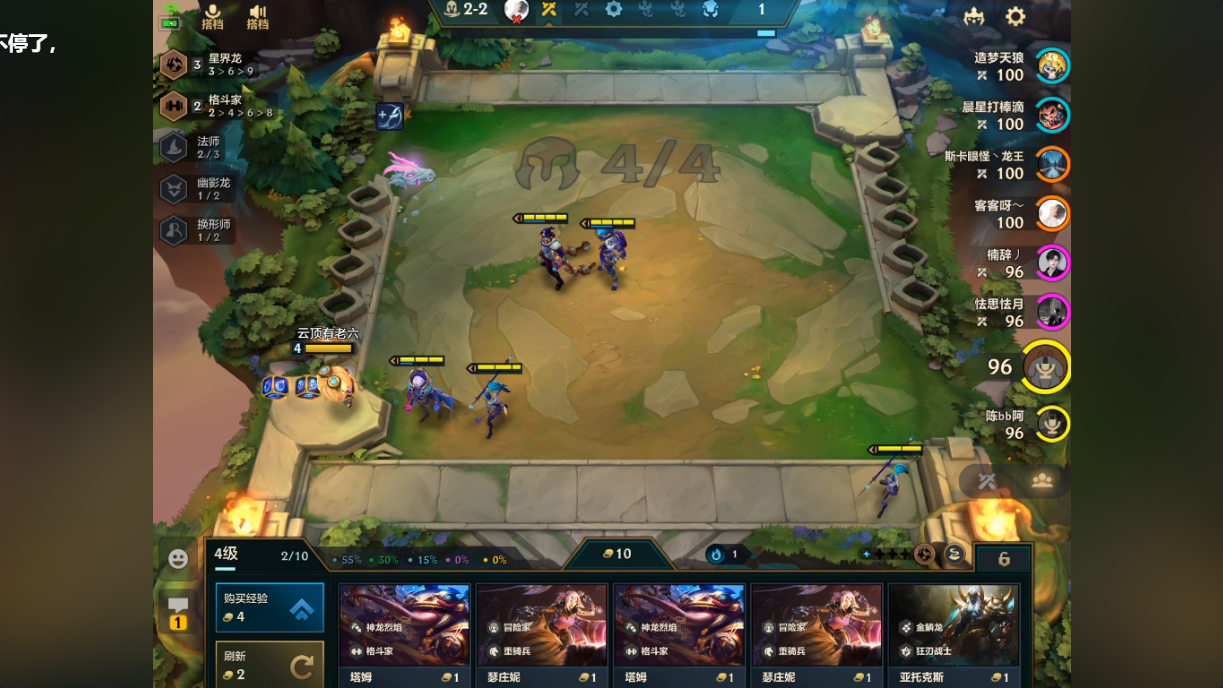 不停了，
搭档
搭档
2-2
1
3
星界龙
3 > 6 > 9
2
格斗家
2 > 4 > 6 > 8
法师
2 / 3
幽影龙
1 / 2
换形师
1 / 2
4/4
造梦天狼
100
晨星打棒滴
100
斯卡眼怪丶龙王
100
客客呀～
100
楠辞丿
96
怯思怯月
96
96
陈bb阿
96
云顶有老六
4
4级
2/10
55%
30%
15%
0%
0%
10
1
购买经验
4
刷新
2
1
神龙烈焰
格斗家
塔姆
1
冒险家
重骑兵
瑟庄妮
1
神龙烈焰
格斗家
塔姆
1
冒险家
重骑兵
瑟庄妮
1
金鳞龙
狂刃战士
亚托克斯
1